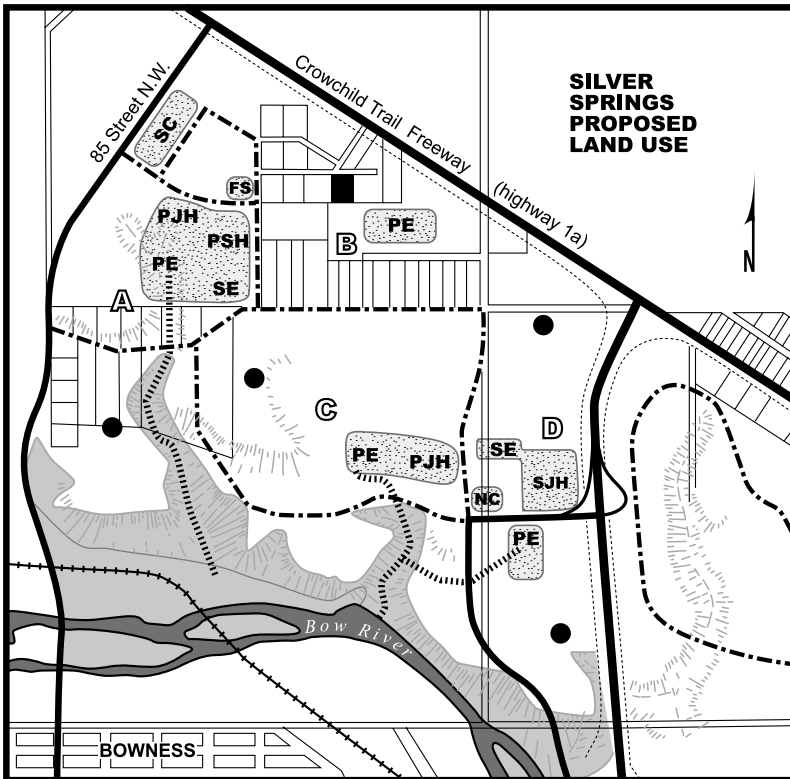 SILVER
SPRINGS
PROPOSED
LAND USE
Crowchild Trail Freeway (highway 1a)
85 Street N.W.
N
SC
FS
PJH
PSH
PE
SE
A
B
PE
C
PE
PJH
D
SE
SJH
NC
PE
Bow River
BOWNESS